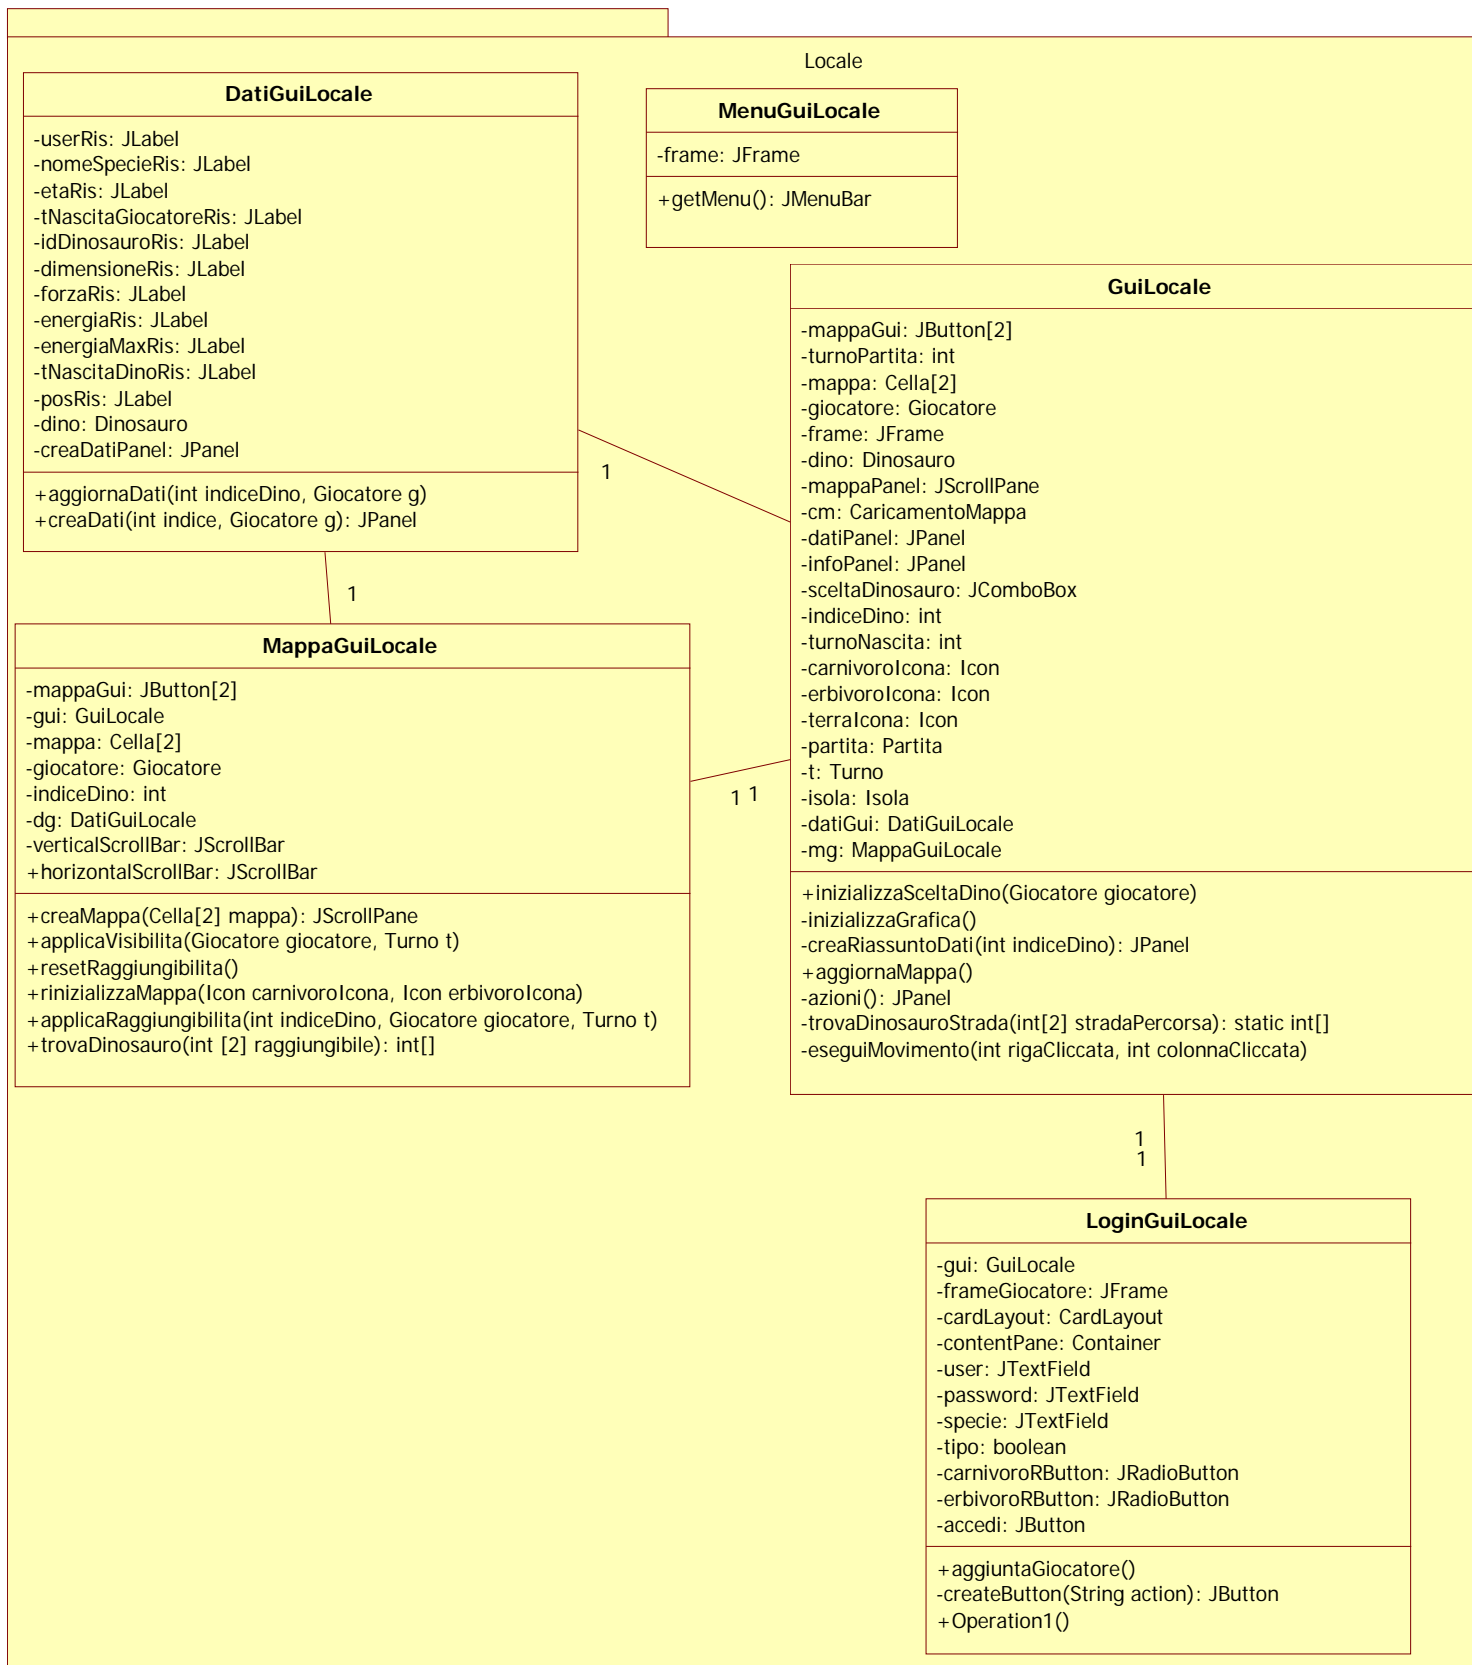 Locale
DatiGuiLocale
-userRis: JLabel
-nomeSpecieRis: JLabel
-etaRis: JLabel
-tNascitaGiocatoreRis: JLabel
-idDinosauroRis: JLabel
-dimensioneRis: JLabel
-forzaRis: JLabel
-energiaRis: JLabel
-energiaMaxRis: JLabel
-tNascitaDinoRis: JLabel
-posRis: JLabel
-dino: Dinosauro
-creaDatiPanel: JPanel
+aggiornaDati(int indiceDino, Giocatore g)
+creaDati(int indice, Giocatore g): JPanel
MenuGuiLocale
-frame: JFrame
+getMenu(): JMenuBar
GuiLocale
-mappaGui: JButton[2]
-turnoPartita: int
-mappa: Cella[2]
-giocatore: Giocatore
-frame: JFrame
-dino: Dinosauro
-mappaPanel: JScrollPane
-cm: CaricamentoMappa
-datiPanel: JPanel
-infoPanel: JPanel
-sceltaDinosauro: JComboBox
-indiceDino: int
-turnoNascita: int
-carnivoroIcona: Icon
-erbivoroIcona: Icon
-terraIcona: Icon
-partita: Partita
-t: Turno
-isola: Isola
-datiGui: DatiGuiLocale
-mg: MappaGuiLocale
+inizializzaSceltaDino(Giocatore giocatore)
-inizializzaGrafica()
-creaRiassuntoDati(int indiceDino): JPanel
+aggiornaMappa()
-azioni(): JPanel
-trovaDinosauroStrada(int[2] stradaPercorsa): static int[]
-eseguiMovimento(int rigaCliccata, int colonnaCliccata)
1
1
MappaGuiLocale
-mappaGui: JButton[2]
-gui: GuiLocale
-mappa: Cella[2]
-giocatore: Giocatore
-indiceDino: int
-dg: DatiGuiLocale
-verticalScrollBar: JScrollBar
+horizontalScrollBar: JScrollBar
+creaMappa(Cella[2] mappa): JScrollPane
+applicaVisibilita(Giocatore giocatore, Turno t)
+resetRaggiungibilita()
+rinizializzaMappa(Icon carnivoroIcona, Icon erbivoroIcona)
+applicaRaggiungibilita(int indiceDino, Giocatore giocatore, Turno t)
+trovaDinosauro(int [2] raggiungibile): int[]
1 1
1
1
LoginGuiLocale
-gui: GuiLocale
-frameGiocatore: JFrame
-cardLayout: CardLayout
-contentPane: Container
-user: JTextField
-password: JTextField
-specie: JTextField
-tipo: boolean
-carnivoroRButton: JRadioButton
-erbivoroRButton: JRadioButton
-accedi: JButton
+aggiuntaGiocatore()
-createButton(String action): JButton
+Operation1()